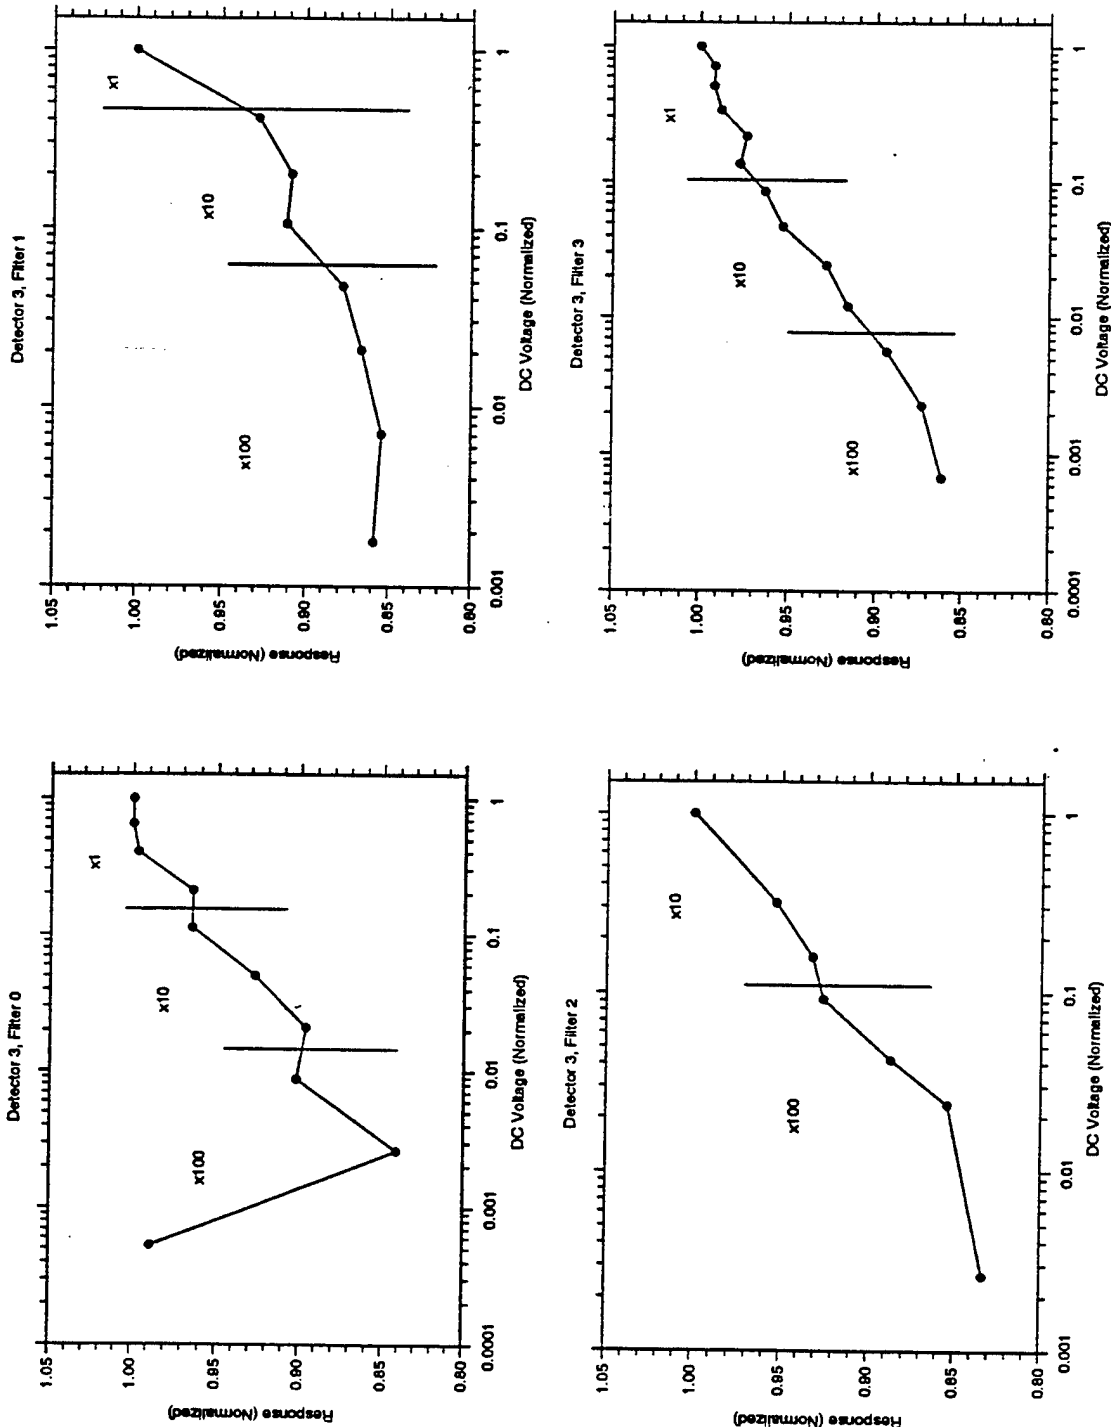 Detector 3, Filter 0
Response (Normalized)
1.05
1.00
0.95
0.90
0.85
0.80
x100
x10
x1
0.0001
0.001
0.01
0.1
1
DC Voltage (Normalized)
Detector 3, Filter 1
Response (Normalized)
1.05
1.00
0.95
0.90
0.85
0.80
x100
x10
x1
0.001
0.01
0.1
1
DC Voltage (Normalized)
Detector 3, Filter 2
Response (Normalized)
1.05
1.00
0.95
0.90
0.85
0.80
x100
x10
0.001
0.01
0.1
1
DC Voltage (Normalized)
Detector 3, Filter 3
Response (Normalized)
1.05
1.00
0.95
0.90
0.85
0.80
x100
x10
x1
0.0001
0.001
0.01
0.1
1
DC Voltage (Normalized)